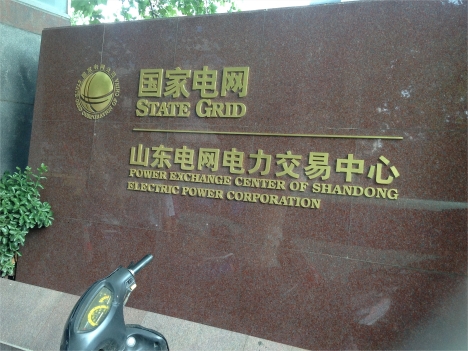 国家电网
STATE GRID
山东电网电力交易中心
POWER EXCHANGE CENTER OF SHANDONG
ELECTRIC POWER CORPORATION